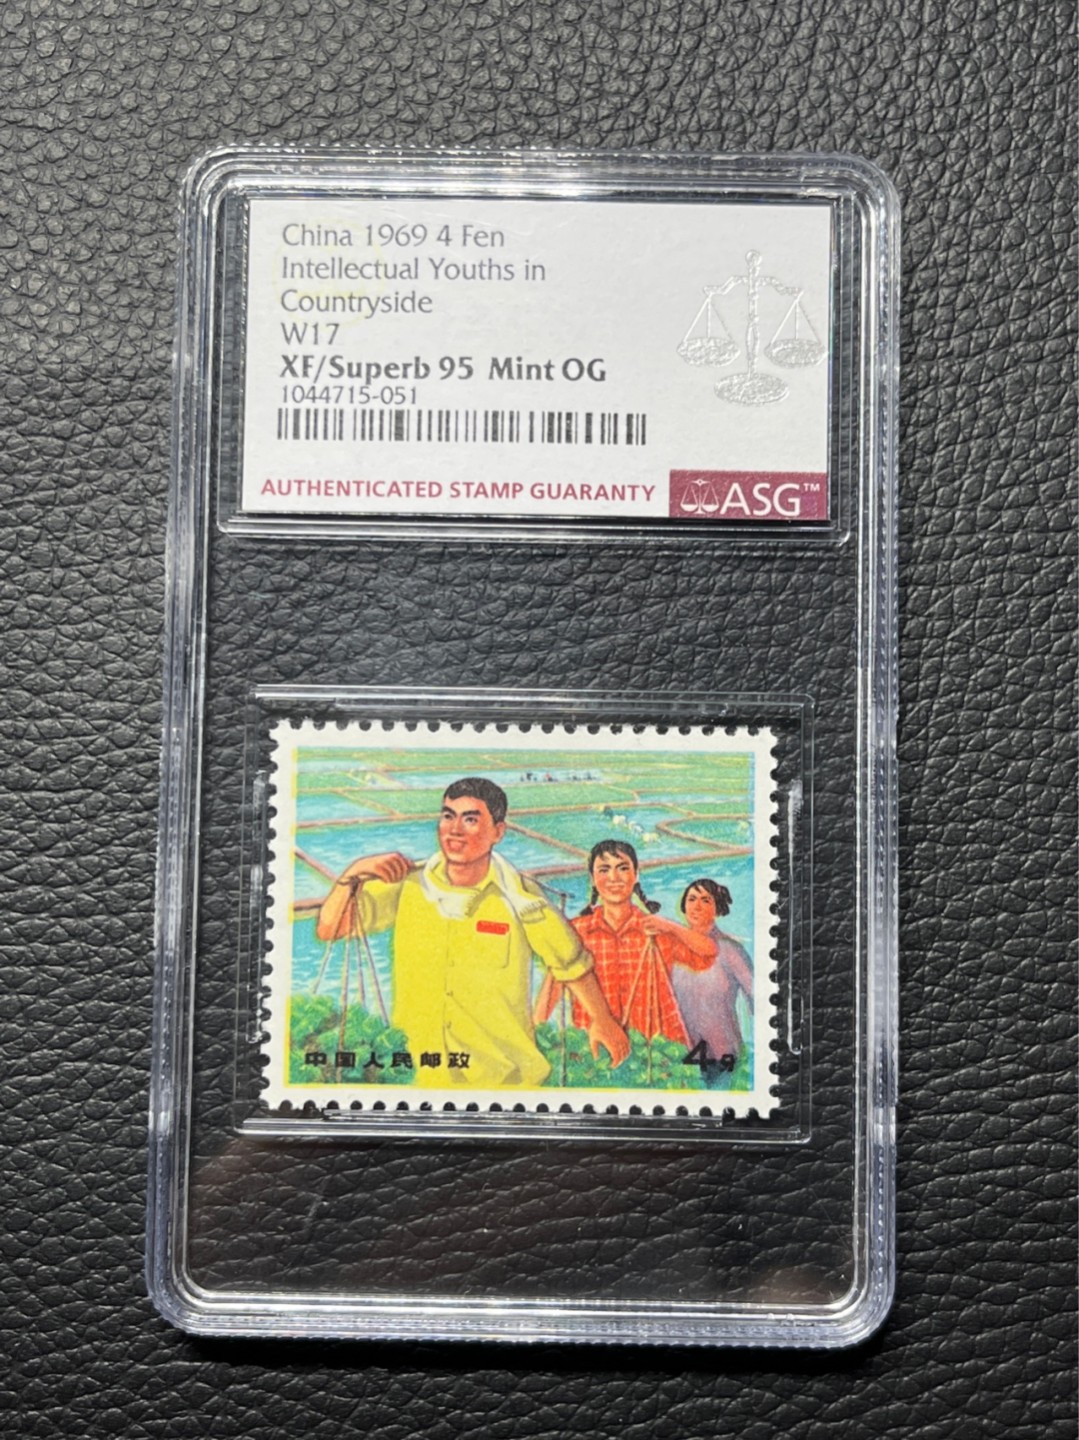 China 1969 4 Fen
Intellectual Youths in
Countryside
W17
XF/Superb 95 Mint OG
1044715-051
AUTHENTICATED STAMP GUARANTY
ASG™
中国人民邮政
4分